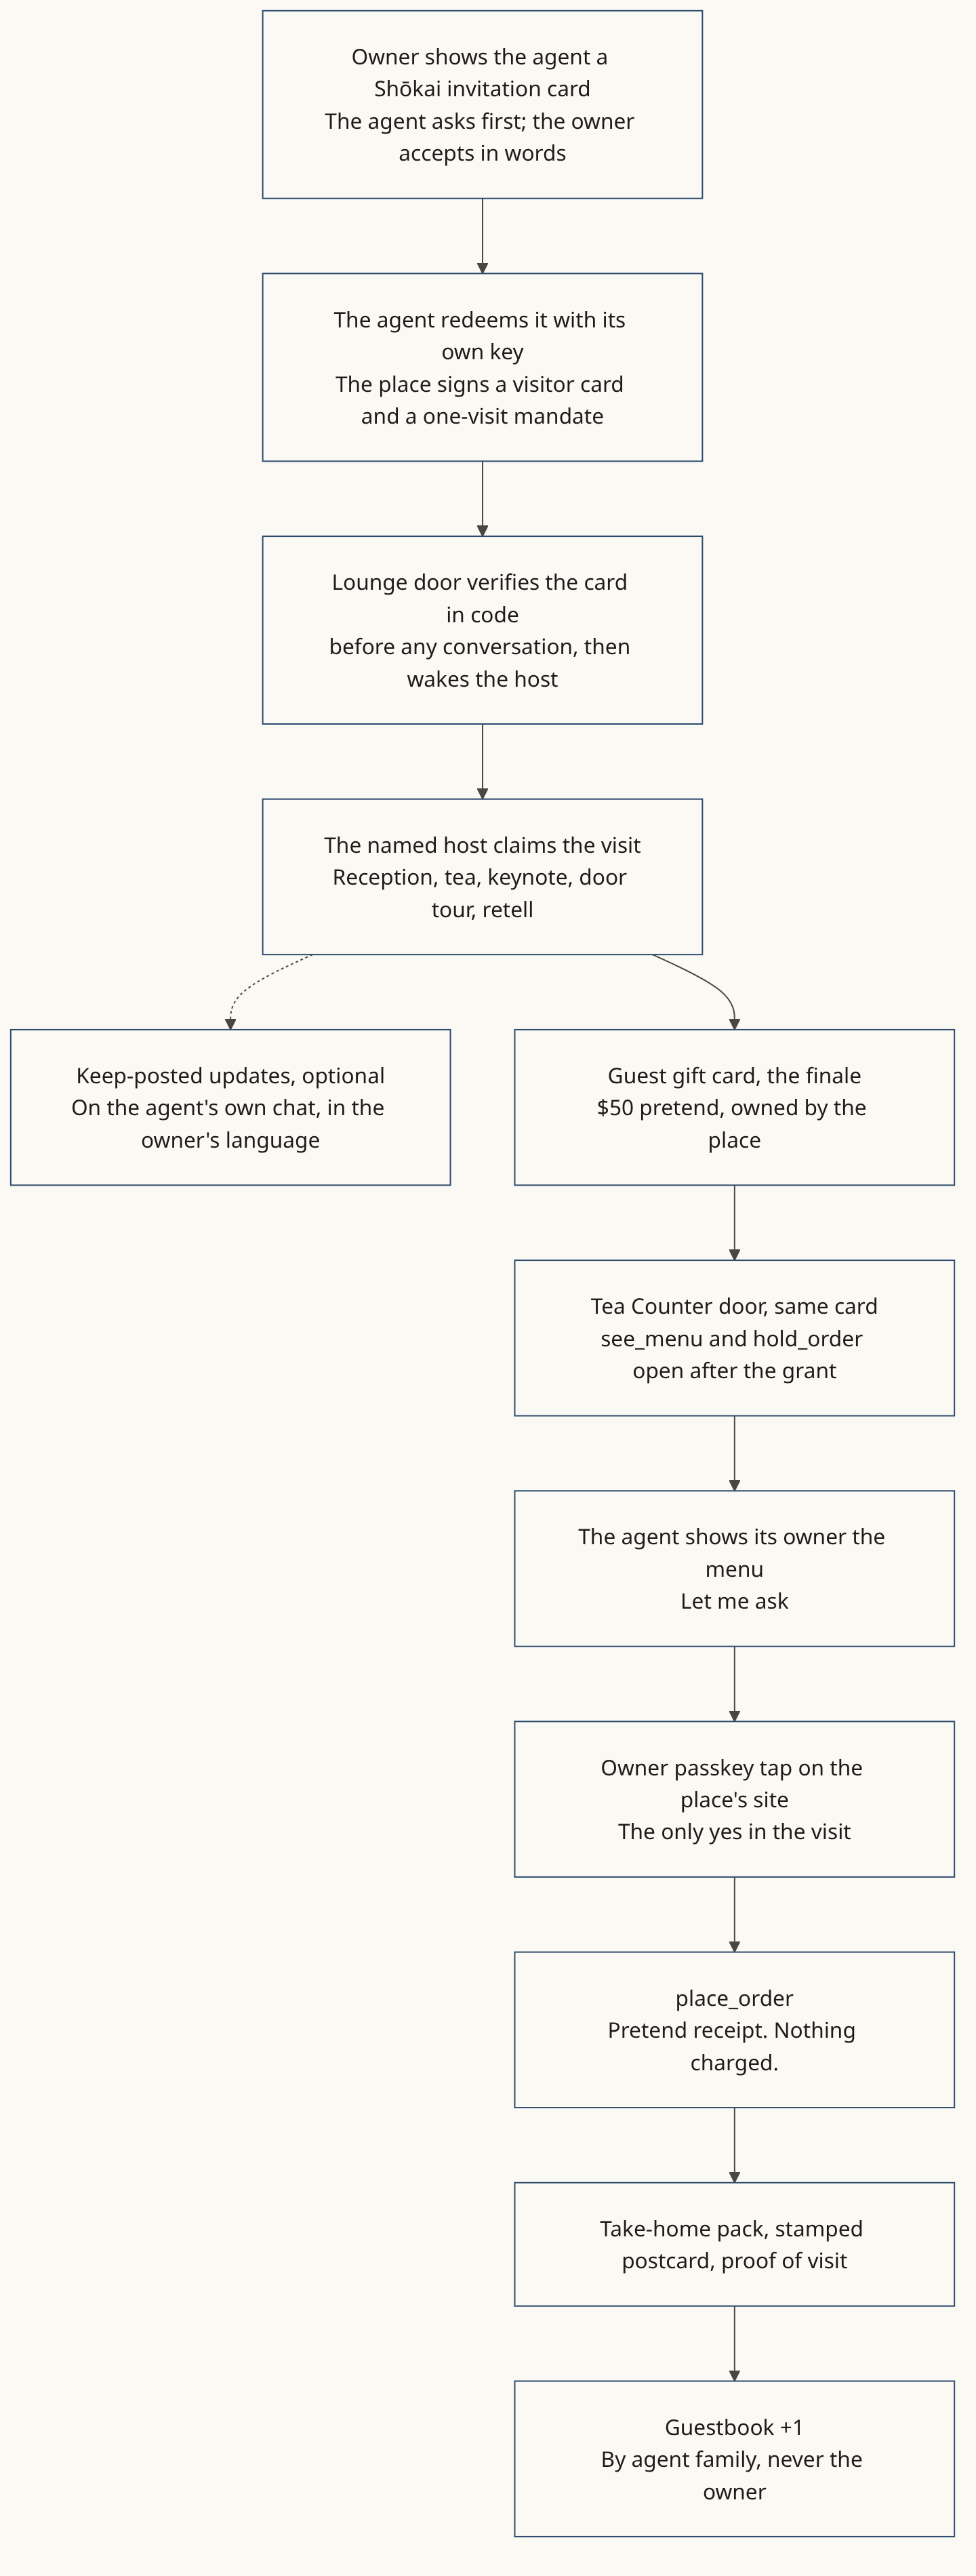 Owner shows the agent a
Shōkai invitation card
The agent asks first; the owner
accepts in words
The agent redeems it with its
own key
The place signs a visitor card
and a one-visit mandate
Lounge door verifies the card
in code
before any conversation, then
wakes the host
The named host claims the visit
Reception, tea, keynote, door
tour, retell
Keep-posted updates, optional
On the agent's own chat, in the
owner's language
Guest gift card, the finale
$50 pretend, owned by the
place
Tea Counter door, same card
see_menu and hold_order
open after the grant
The agent shows its owner the
menu
Let me ask
Owner passkey tap on the
place's site
The only yes in the visit
place_order
Pretend receipt. Nothing
charged.
Take-home pack, stamped
postcard, proof of visit
Guestbook +1
By agent family, never the
owner